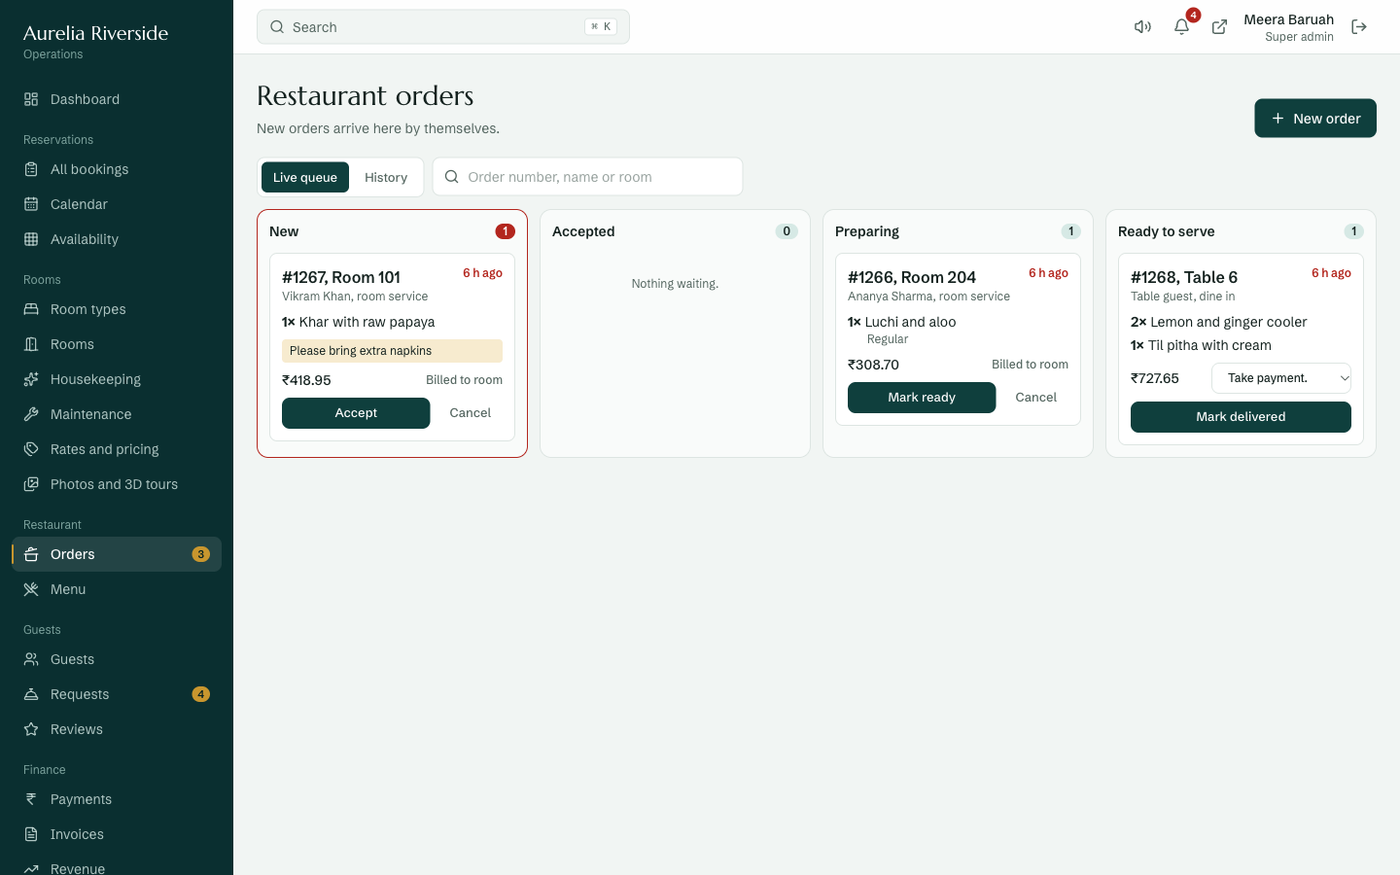 Aurelia Riverside
Operations
Dashboard
Reservations
All bookings
Calendar
Availability
Rooms
Room types
Rooms
Housekeeping
Maintenance
Rates and pricing
Photos and 3D tours
Restaurant
Orders 3
Menu
Guests
Guests
Requests 4
Reviews
Finance
Payments
Invoices
Revenue
Search ⌘ K
4
Meera Baruah
Super admin
Restaurant orders
New orders arrive here by themselves.
New order
Live queue History
Order number, name or room
New 1
#1267, Room 101 6 h ago
Vikram Khan, room service
1× Khar with raw papaya
Please bring extra napkins
₹418.95 Billed to room
Accept Cancel
Accepted 0
Nothing waiting.
Preparing 1
#1266, Room 204 6 h ago
Ananya Sharma, room service
1× Luchi and aloo
Regular
₹308.70 Billed to room
Mark ready Cancel
Ready to serve 1
#1268, Table 6 6 h ago
Table guest, dine in
2× Lemon and ginger cooler
1× Til pitha with cream
₹727.65 Take payment.
Mark delivered